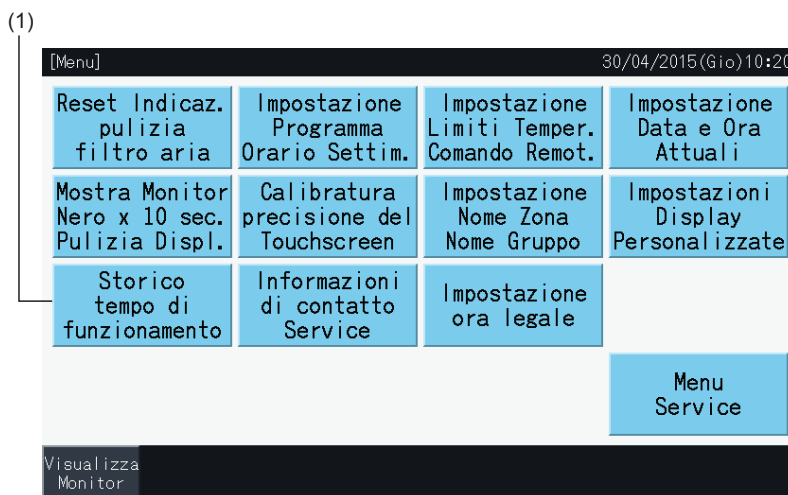 (1)
[Menu] 30/04/2015(Gio)10:20
Reset Indicaz.
pulizia
filtro aria
Impostazione
Programma
Orario Settim.
Impostazione
Limiti Temper.
Comando Remot.
Impostazione
Data e Ora
Attuali
Mostra Monitor
Nero x 10 sec.
Pulizia Displ.
Calibratura
precisione del
Touchscreen
Impostazione
Nome Zona
Nome Gruppo
Impostazioni
Display
Personalizzate
Storico
tempo di
funzionamento
Informazioni
di contatto
Service
Impostazione
ora legale
Menu
Service
Visualizza
Monitor